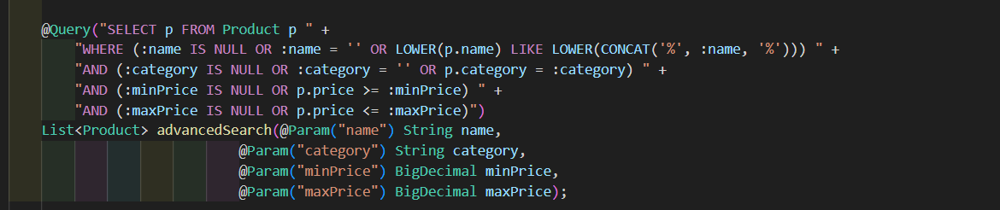 @Query("SELECT p FROM Product p " +
"WHERE (:name IS NULL OR :name = '' OR LOWER(p.name) LIKE LOWER(CONCAT('%', :name, '%'))) " +
"AND (:category IS NULL OR :category = '' OR p.category = :category) " +
"AND (:minPrice IS NULL OR p.price >= :minPrice) " +
"AND (:maxPrice IS NULL OR p.price <= :maxPrice)")
List<Product> advancedSearch(@Param("name") String name,
@Param("category") String category,
@Param("minPrice") BigDecimal minPrice,
@Param("maxPrice") BigDecimal maxPrice);